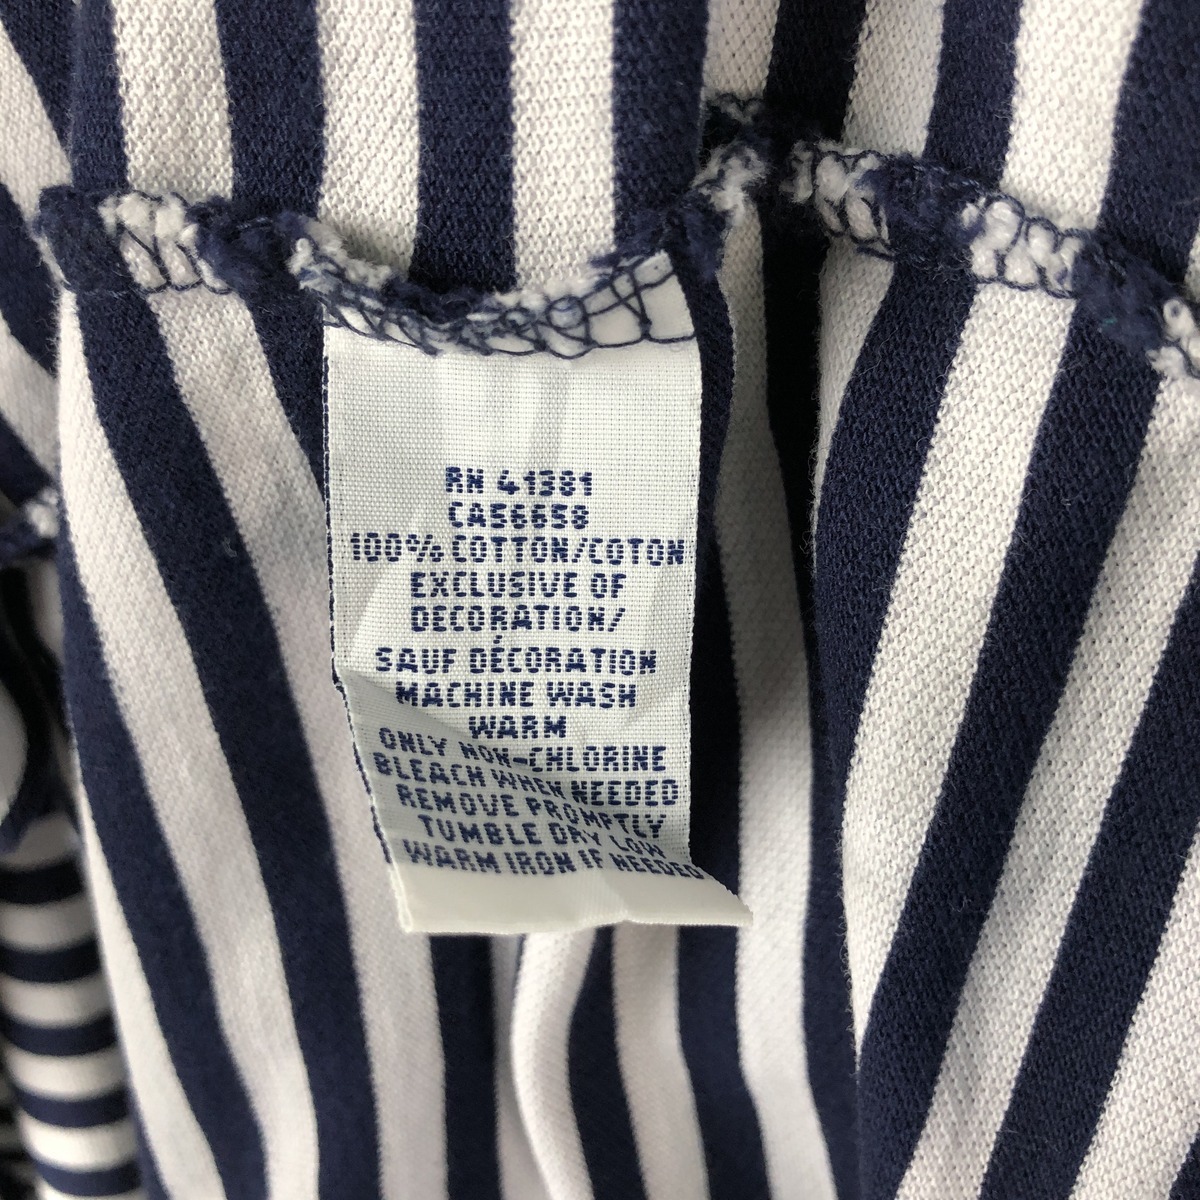 RN 41381
CA56658
100% COTTON/COTON
EXCLUSIVE OF
DECORATION/
SAUF DÉCORATION
MACHINE WASH
WARM
ONLY NON-CHLORINE
BLEACH WHEN NEEDED
REMOVE PROMPTLY
TUMBLE DRY LOW
WARM IRON IF NEEDED